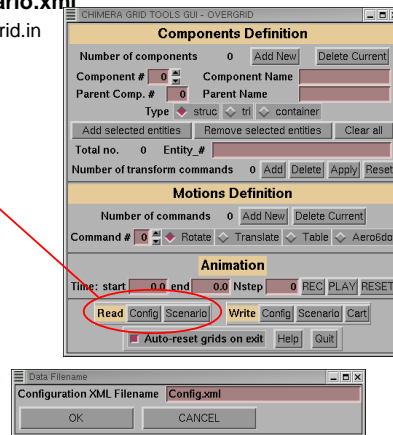 ario.xml
rid.in
CHIMERA GRID TOOLS GUI - OVERGRID
Components Definition
Number of components 0 Add New Delete Current
Component # 0 Component Name
Parent Comp. # 0 Parent Name
Type struc tri container
Add selected entities Remove selected entities Clear all
Total no. 0 Entity_#
Number of transform commands 0 Add Delete Apply Reset
Motions Definition
Number of commands 0 Add New Delete Current
Command # 0 Rotate Translate Table Aero6do
Animation
Time: start 0.0 end 0.0 Nstep 0 REC PLAY RESET
Read Config Scenario Write Config Scenario Cart
Auto-reset grids on exit Help Quit
Data Filename
Configuration XML Filename Config.xml
OK CANCEL